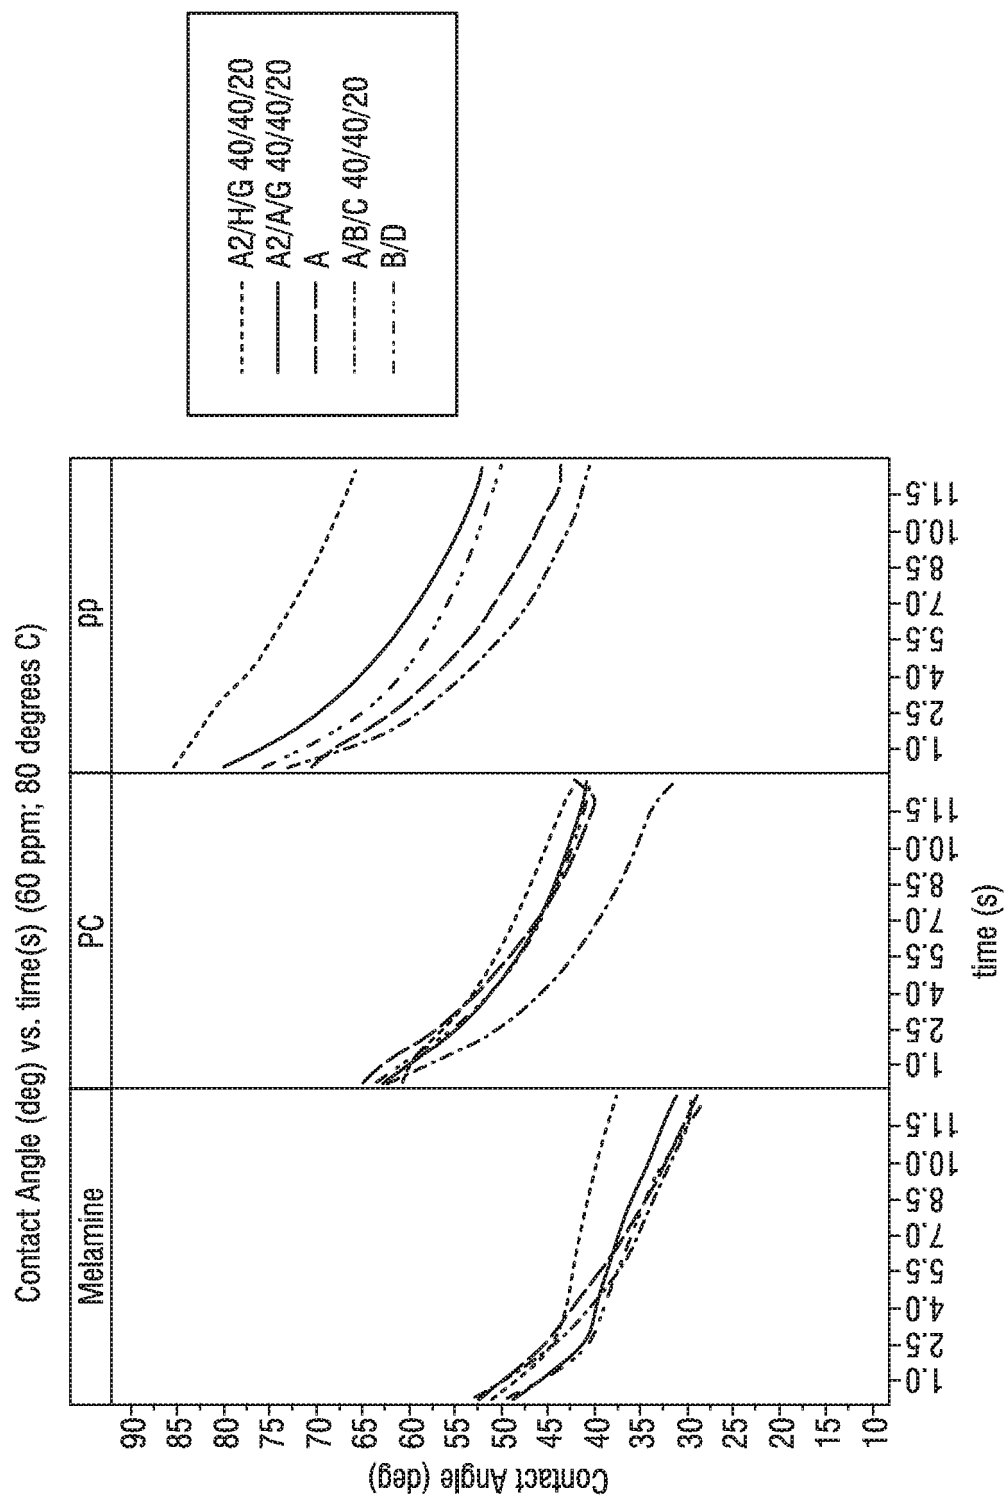 Contact Angle (deg) vs. time(s) (60 ppm; 80 degrees C)
Melamine
PC
pp
Contact Angle (deg)
90
85
80
75
70
65
60
55
50
45
40
35
30
25
20
15
10
1.0 2.5 4.0 5.5 7.0 8.5 10.0 11.5
1.0 2.5 4.0 5.5 7.0 8.5 10.0 11.5
1.0 2.5 4.0 5.5 7.0 8.5 10.0 11.5
time (s)
A2/H/G 40/40/20
A2/A/G 40/40/20
A
A/B/C 40/40/20
B/D